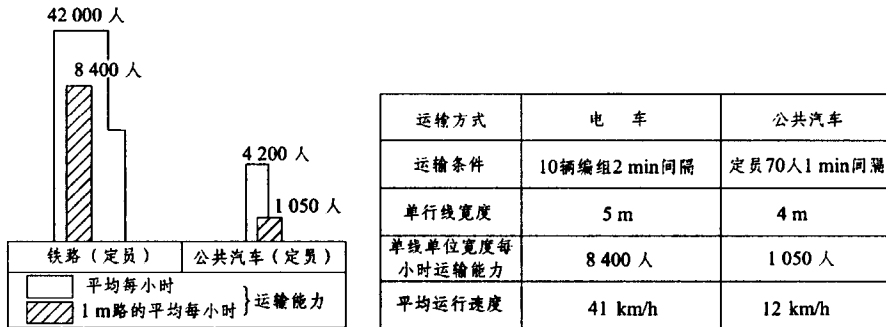 42 000 人
8 400 人
4 200 人
1 050 人
铁路（定员） 公共汽车（定员）
平均每小时
1 m路的平均每小时
运输能力
运输方式 电 车 公共汽车
运输条件 10辆编组2 min间隔 定员70人1 min间隔
单行线宽度 5 m 4 m
单线单位宽度每
小时运输能力 8 400 人 1 050 人
平均运行速度 41 km/h 12 km/h